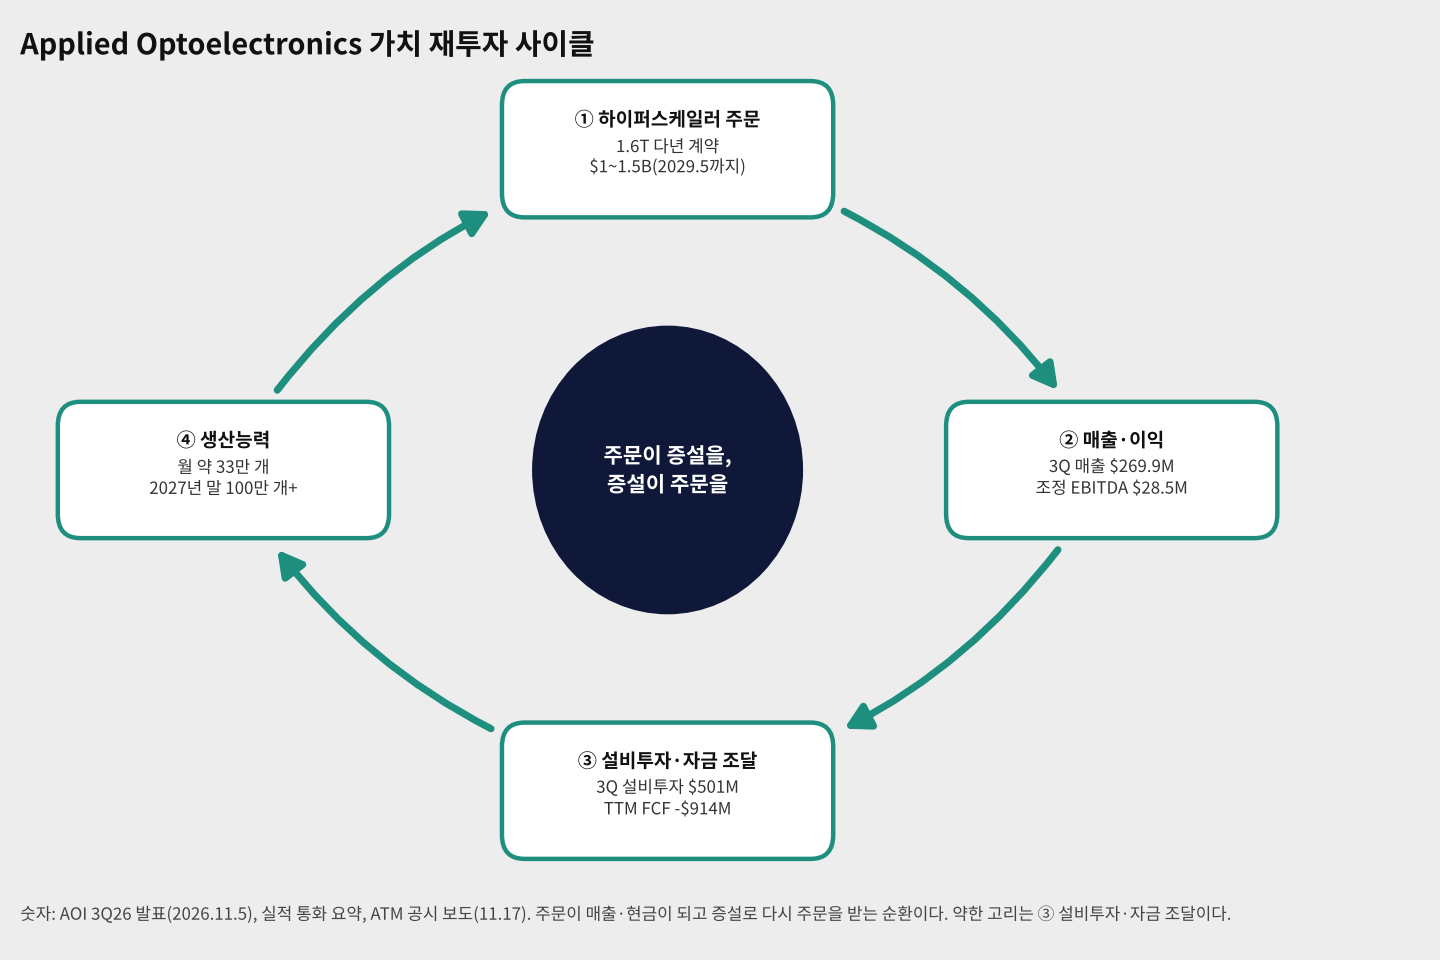 Applied Optoelectronics 가치 재투자 사이클
① 하이퍼스케일러 주문
1.6T 다년 계약
$1~1.5B(2029.5까지)
② 매출·이익
3Q 매출 $269.9M
조정 EBITDA $28.5M
주문이 증설을,
증설이 주문을
④ 생산능력
월 약 33만 개
2027년 말 100만 개+
③ 설비투자·자금 조달
3Q 설비투자 $501M
TTM FCF -$914M
숫자: AOI 3Q26 발표(2026.11.5), 실적 통화 요약, ATM 공시 보도(11.17). 주문이 매출·현금이 되고 증설로 다시 주문을 받는 순환이다. 약한 고리는 ③ 설비투자·자금 조달이다.